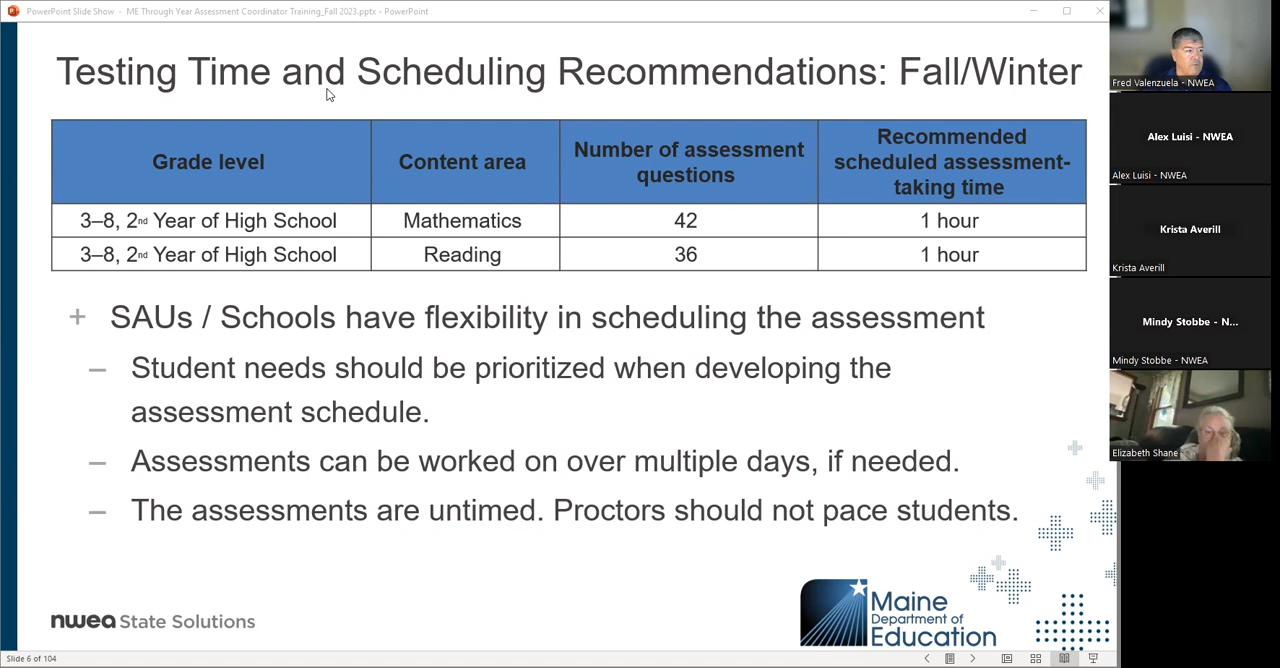 PowerPoint Slide Show - ME Through Year Assessment Coordinator Training_Fall 2023.pptx - PowerPoint
Testing Time and Scheduling Recommendations: Fall/Winter
Grade level
Content area
Number of assessment
questions
Recommended
scheduled assessment-
taking time
3–8, 2nd Year of High School
Mathematics
42
1 hour
3–8, 2nd Year of High School
Reading
36
1 hour
+ SAUs / Schools have flexibility in scheduling the assessment
– Student needs should be prioritized when developing the
assessment schedule.
– Assessments can be worked on over multiple days, if needed.
– The assessments are untimed. Proctors should not pace students.
nwea State Solutions
Maine
Department of
Education
Slide 6 of 104
Fred Valenzuela - NWEA
Alex Luisi - NWEA
Alex Luisi - NWEA
Krista Averill
Krista Averill
Mindy Stobbe - N...
Mindy Stobbe - NWEA
Elizabeth Shane